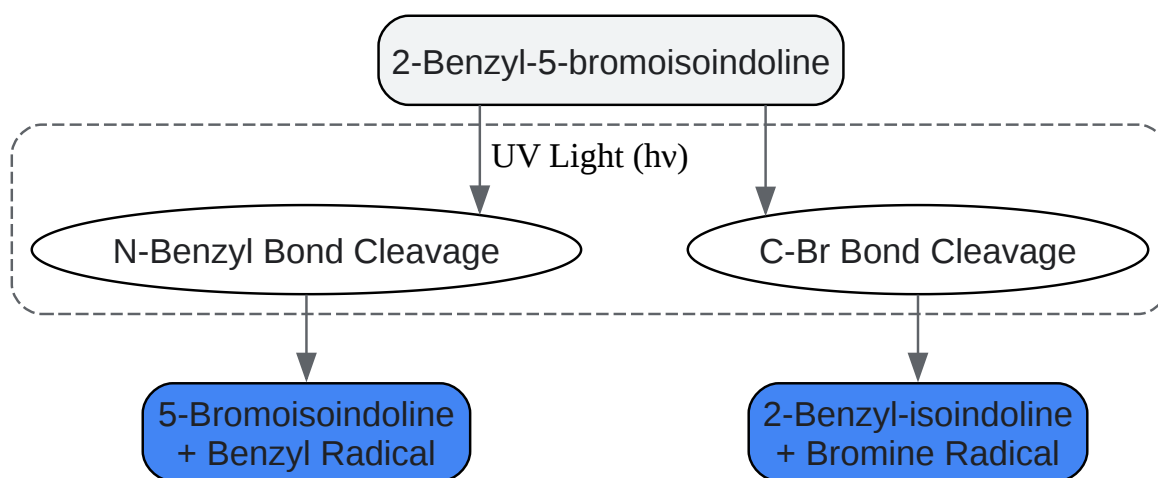 2-Benzyl-5-bromoisoindoline
UV Light (hν)
N-Benzyl Bond Cleavage
C-Br Bond Cleavage
5-Bromoisoindoline
+ Benzyl Radical
2-Benzyl-isoindoline
+ Bromine Radical